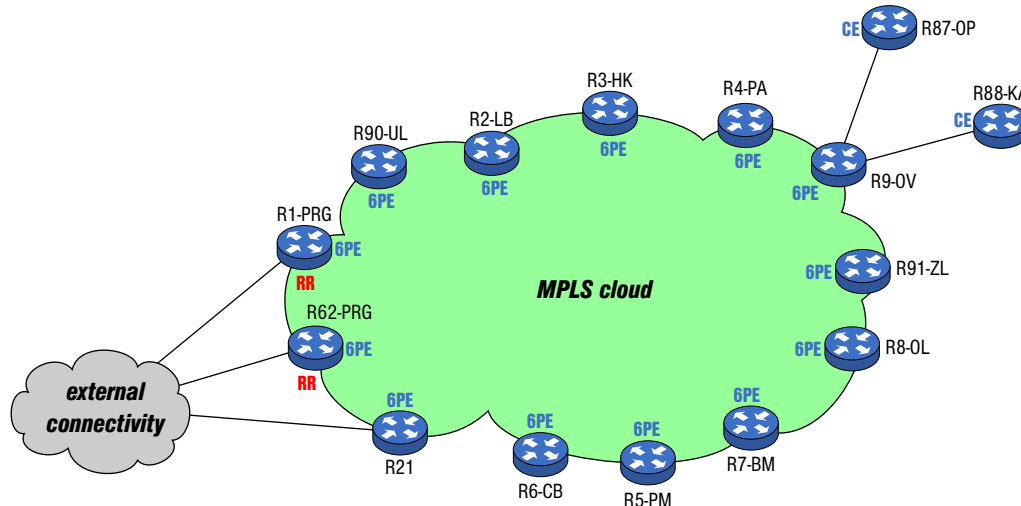 CE
R87-OP
R3-HK
R4-PA
R88-KA
CE
R2-LB
R90-UL
6PE
6PE
6PE
6PE
R9-OV
6PE
R1-PRG
6PE
RR
MPLS cloud
6PE
R91-ZL
R62-PRG
6PE
RR
6PE
R8-OL
external
connectivity
6PE
6PE
6PE
6PE
R21
R6-CB
R5-PM
R7-BM